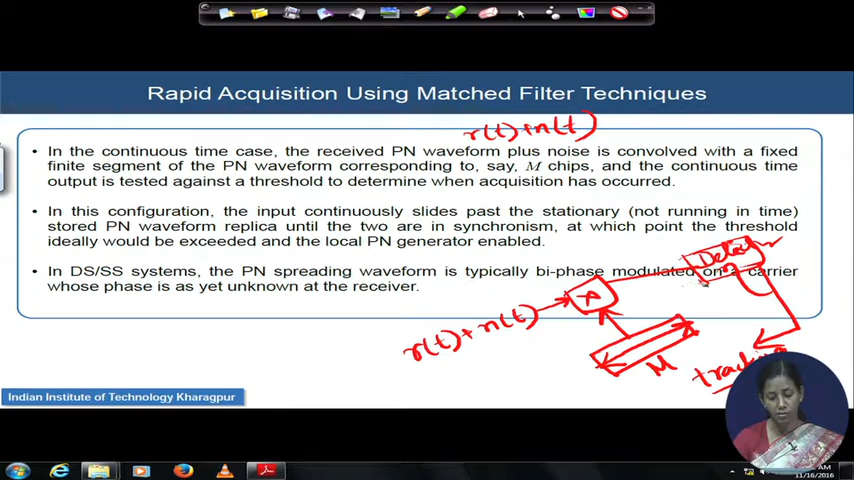 Rapid Acquisition Using Matched Filter Techniques
r(t)+n(t)
• In the continuous time case, the received PN waveform plus noise is convolved with a fixed
finite segment of the PN waveform corresponding to, say, M chips, and the continuous time
output is tested against a threshold to determine when acquisition has occurred.
• In this configuration, the input continuously slides past the stationary (not running in time)
stored PN waveform replica until the two are in synchronism, at which point the threshold
ideally would be exceeded and the local PN generator enabled.
• In DS/SS systems, the PN spreading waveform is typically bi-phase modulated on a carrier
whose phase is as yet unknown at the receiver.
r(t)+n(t)
M
Indian Institute of Technology Kharagpur
11/16/2016